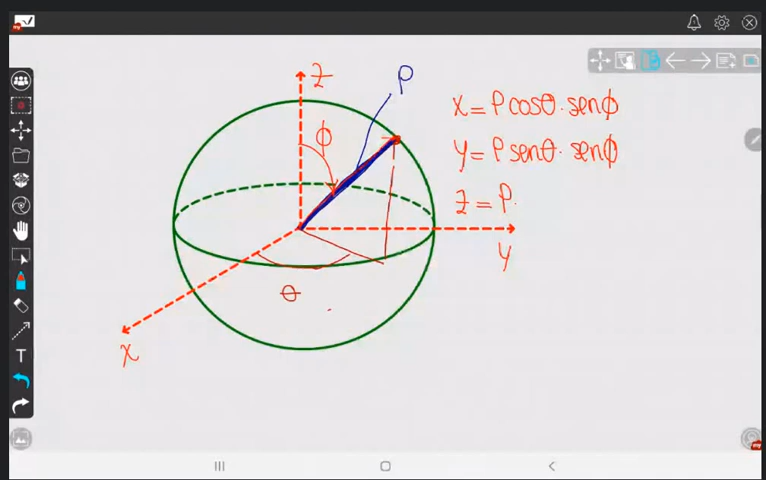 z
ρ
ϕ
x = ρ cosθ · senϕ
y = ρ senθ · senϕ
z = ρ.
y
θ
x